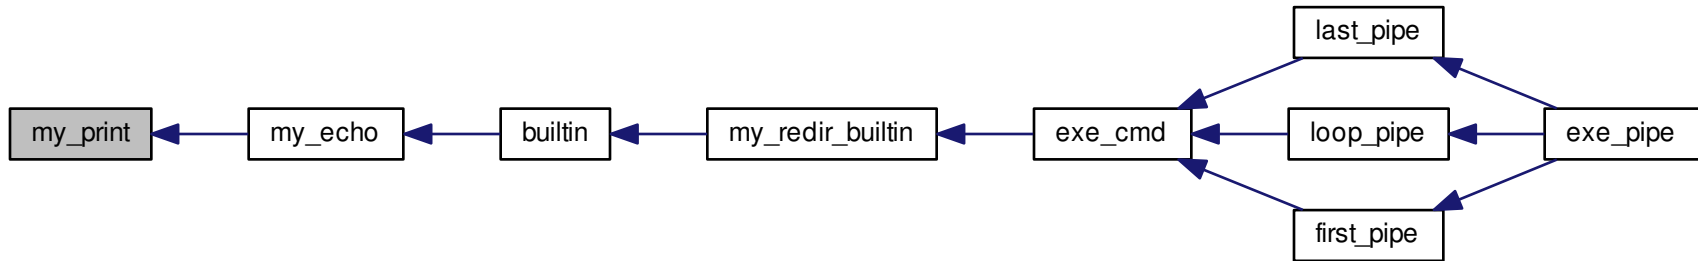 my_print
my_echo
builtin
my_redir_builtin
exe_cmd
last_pipe
loop_pipe
first_pipe
exe_pipe